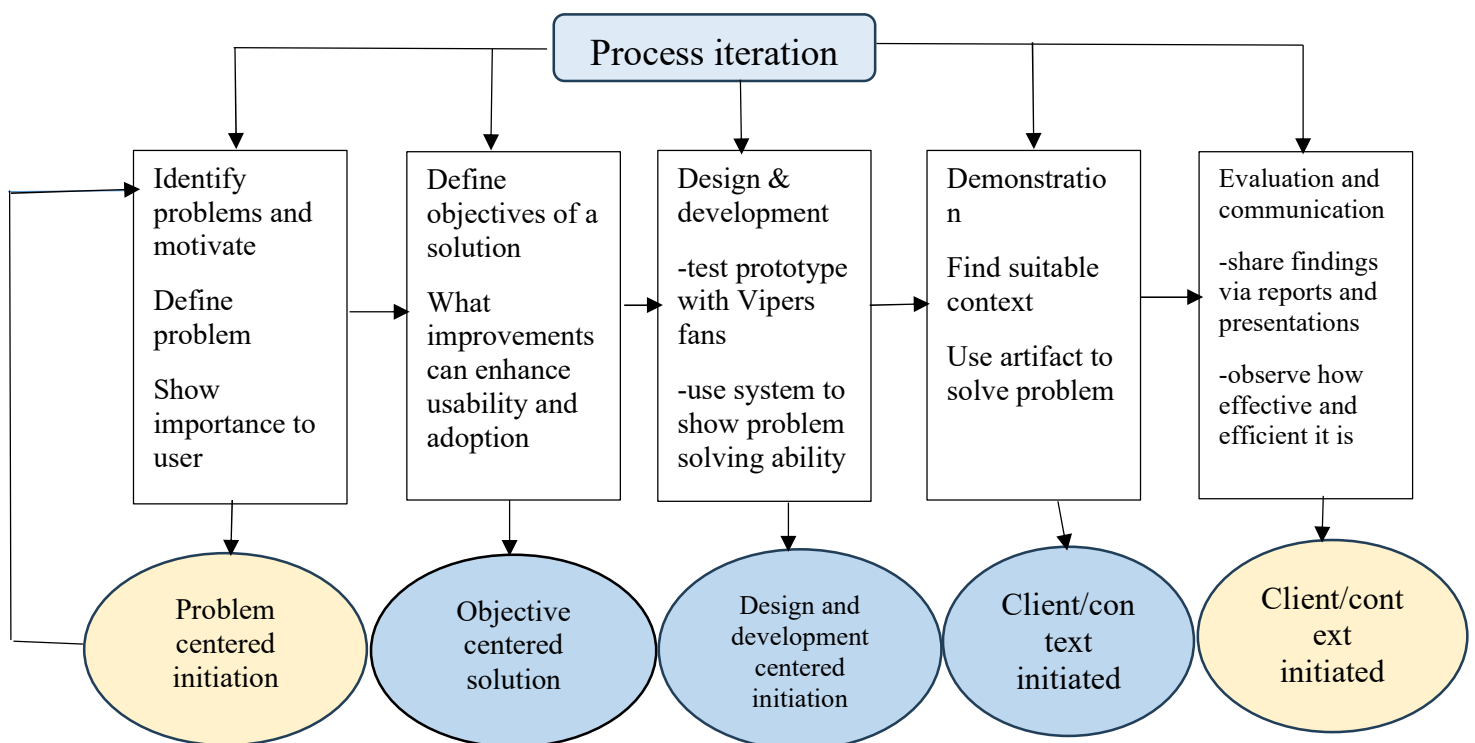 Process iteration
Identify
problems and
motivate
Define
problem
Show
importance to
user
Define
objectives of a
solution
What
improvements
can enhance
usability and
adoption
Design &
development
-test prototype
with Vipers
fans
-use system to
show problem
solving ability
Demonstratio
n
Find suitable
context
Use artifact to
solve problem
Evaluation and
communication
-share findings
via reports and
presentations
-observe how
effective and
efficient it is
Problem
centered
initiation
Objective
centered
solution
Design and
development
centered
initiation
Client/con
text
initiated
Client/cont
ext
initiated